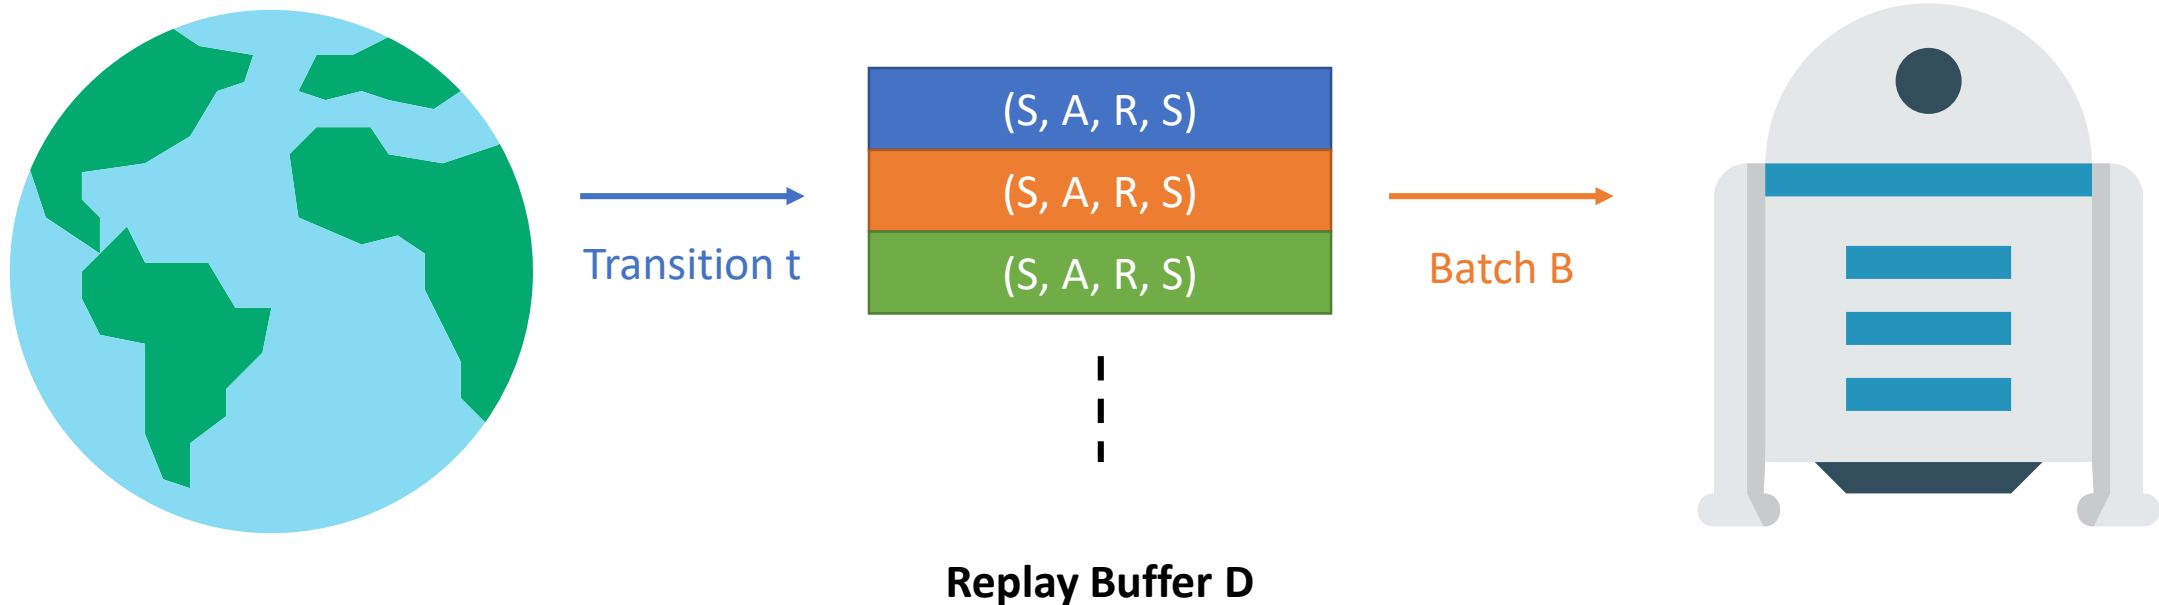 (S, A, R, S)
(S, A, R, S)
(S, A, R, S)
Transition t
Batch B
Replay Buffer D